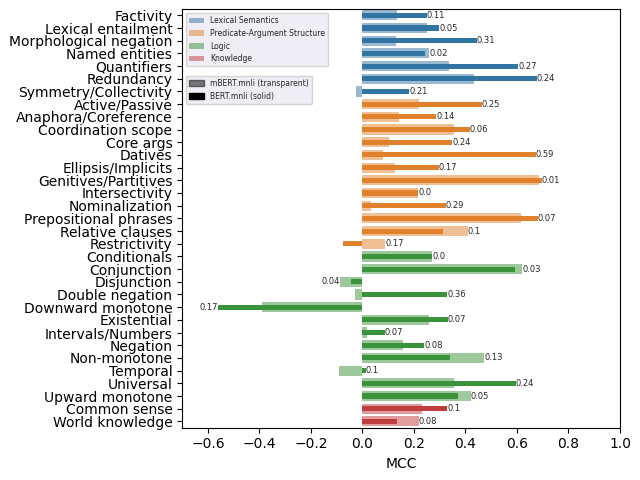 Factivity 0.11
Lexical entailment 0.05
Morphological negation 0.31
Named entities 0.02
Quantifiers 0.27
Redundancy 0.24
Symmetry/Collectivity 0.21
Active/Passive 0.25
Anaphora/Coreference 0.14
Coordination scope 0.06
Core args 0.24
Datives 0.59
Ellipsis/Implicits 0.17
Genitives/Partitives 0.01
Intersectivity 0.0
Nominalization 0.29
Prepositional phrases 0.07
Relative clauses 0.1
Restrictivity 0.17
Conditionals 0.0
Conjunction 0.03
Disjunction 0.04
Double negation 0.36
Downward monotone 0.17
Existential 0.07
Intervals/Numbers 0.07
Negation 0.08
Non-monotone 0.13
Temporal 0.1
Universal 0.24
Upward monotone 0.05
Common sense 0.1
World knowledge 0.08
Lexical Semantics
Predicate-Argument Structure
Logic
Knowledge
mBERT.mnli (transparent)
BERT.mnli (solid)
−0.6 −0.4 −0.2 0.0 0.2 0.4 0.6 0.8 1.0
MCC